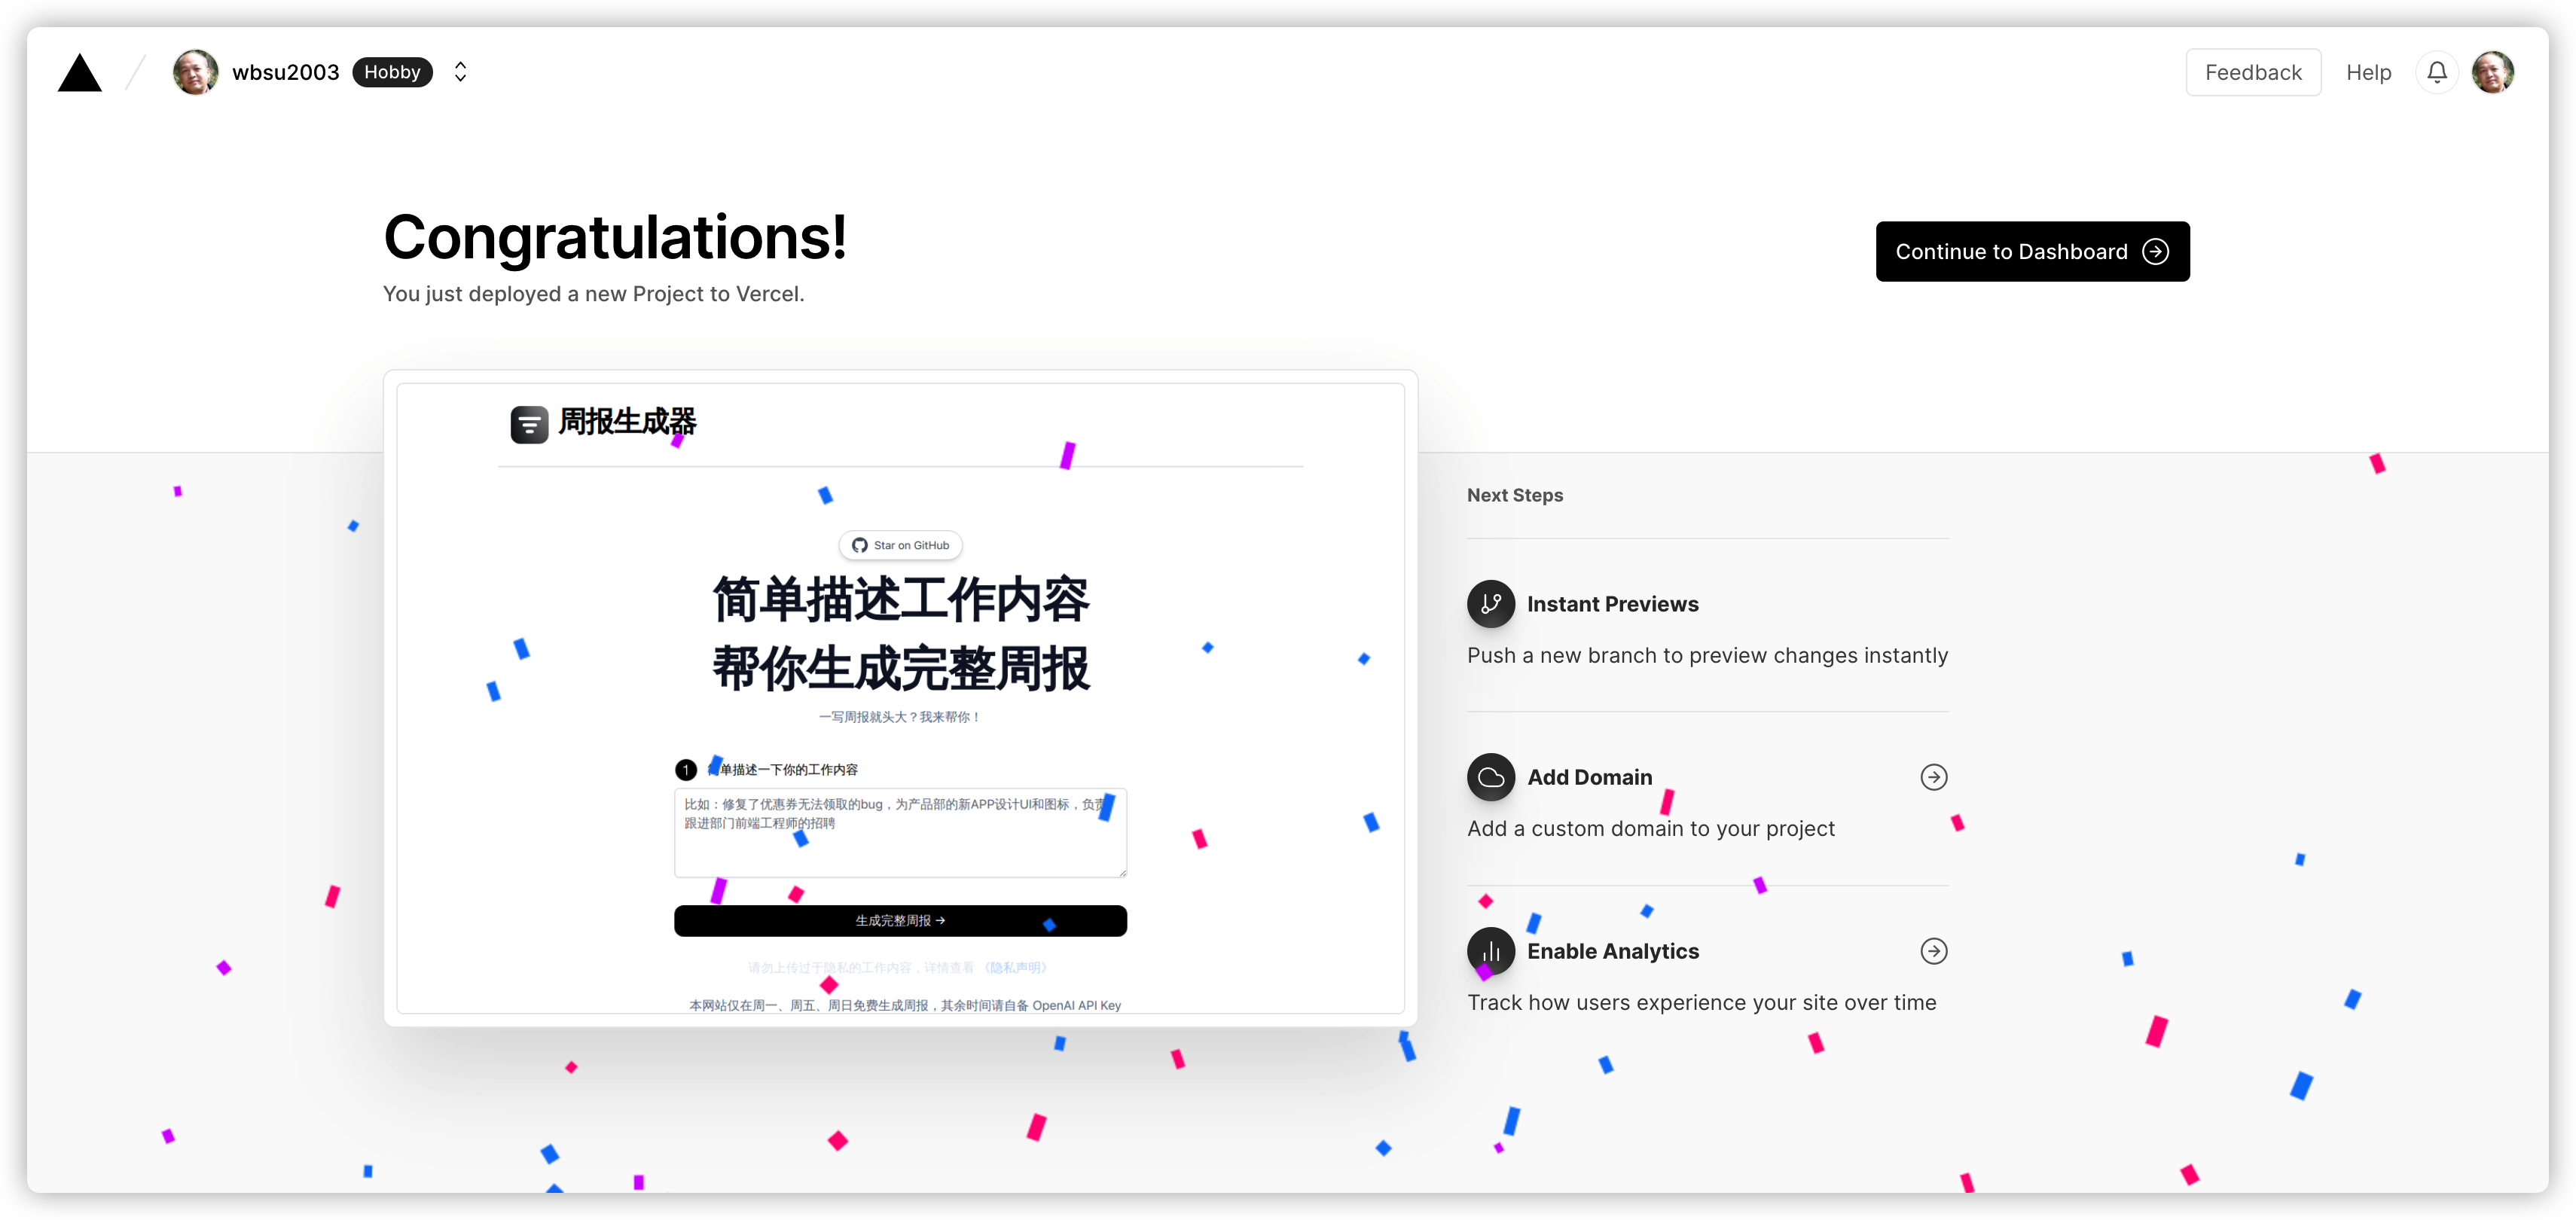 wbsu2003 Hobby
Feedback Help
Congratulations!
Continue to Dashboard
You just deployed a new Project to Vercel.
周报生成器
Star on GitHub
简单描述工作内容
帮你生成完整周报
一写周报就头大？我来帮你！
1 简单描述一下你的工作内容
比如：修复了优惠券无法领取的bug，为产品部的新APP设计UI和图标，负责
跟进部门前端工程师的招聘
生成完整周报 →
请勿上传过于隐私的工作内容，详情查看 《隐私声明》
本网站仅在周一、周五、周日免费生成周报，其余时间请自备 OpenAI API Key
Next Steps
Instant Previews
Push a new branch to preview changes instantly
Add Domain
Add a custom domain to your project
Enable Analytics
Track how users experience your site over time